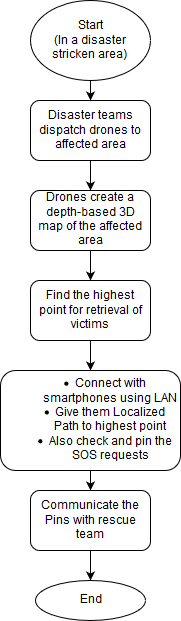 Start
(In a disaster
stricken area)
Disaster teams
dispatch drones to
affected area
Drones create a
depth-based 3D
map of the affected
area
Find the highest
point for retrieval of
victims
• Connect with
smartphones using LAN
• Give them Localized
Path to highest point
• Also check and pin the
SOS requests
Communicate the
Pins with rescue
team
End